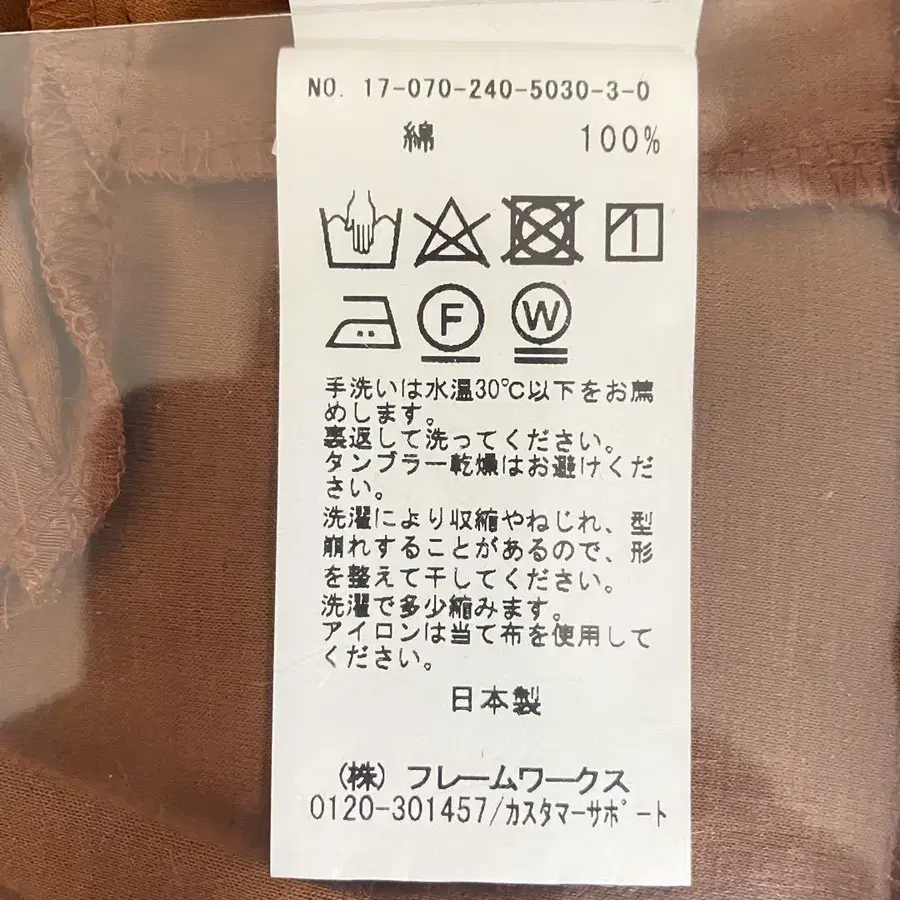 NO. 17-070-240-5030-3-0
綿 100%
F W
手洗いは水温30℃以下をお薦
めします。
裏返して洗ってください。
タンブラー乾燥はお避けくだ
さい。
洗濯により収縮やねじれ、型
崩れすることがあるので、形
を整えて干してください。
洗濯で多少縮みます。
アイロンは当て布を使用して
ください。
日本製
(株) フレームワークス
0120-301457/カスタマーサポート